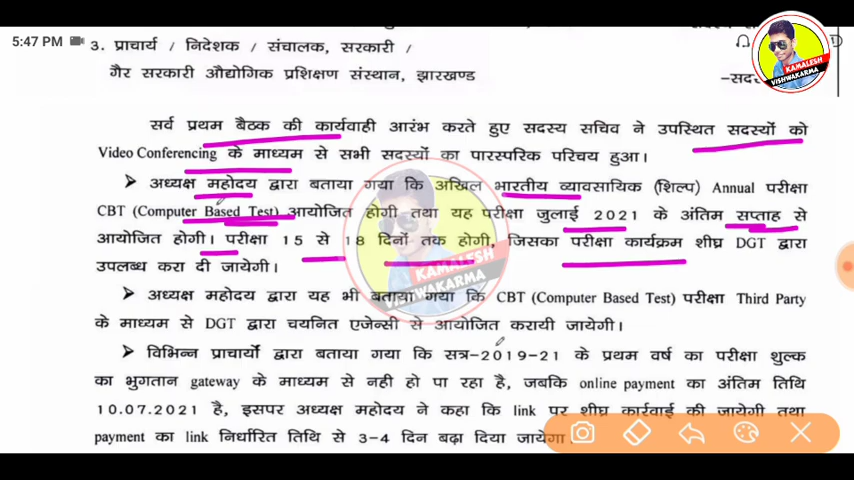 5:47 PM
3. प्राचार्य / निदेशक / संचालक, सरकारी /
गैर सरकारी औद्योगिक प्रशिक्षण संस्थान, झारखण्ड
KAMALESH
VISHWAKARMA
सर्व प्रथम बैठक की कार्यवाही आरंभ करते हुए सदस्य सचिव ने उपस्थित सदस्यों को
Video Conferencing के माध्यम से सभी सदस्यों का पारस्परिक परिचय हुआ।
➤ अध्यक्ष महोदय द्वारा बताया गया कि अखिल भारतीय व्यावसायिक (शिल्प) Annual परीक्षा
CBT (Computer Based Test) आयोजित होगी तथा यह परीक्षा जुलाई 2021 के अंतिम सप्ताह से
आयोजित होगी। परीक्षा 15 से 18 दिनों तक होगी, जिसका परीक्षा कार्यक्रम शीघ्र DGT द्वारा
उपलब्ध करा दी जायेगी।
KAMALESH
VISHWAKARMA
➤ अध्यक्ष महोदय द्वारा यह भी बताया गया कि CBT (Computer Based Test) परीक्षा Third Party
के माध्यम से DGT द्वारा चयनित एजेन्सी से आयोजित करायी जायेगी।
➤ विभिन्न प्राचार्यो द्वारा बताया गया कि सत्र-2019-21 के प्रथम वर्ष का परीक्षा शुल्क
का भुगतान gateway के माध्यम से नही हो पा रहा है, जबकि online payment का अंतिम तिथि
10.07.2021 है, इसपर अध्यक्ष महोदय ने कहा कि link पर शीघ्र कार्रवाई की जायेगी तथा
payment का link निर्धारित तिथि से 3-4 दिन बढ़ा दिया जायेगा